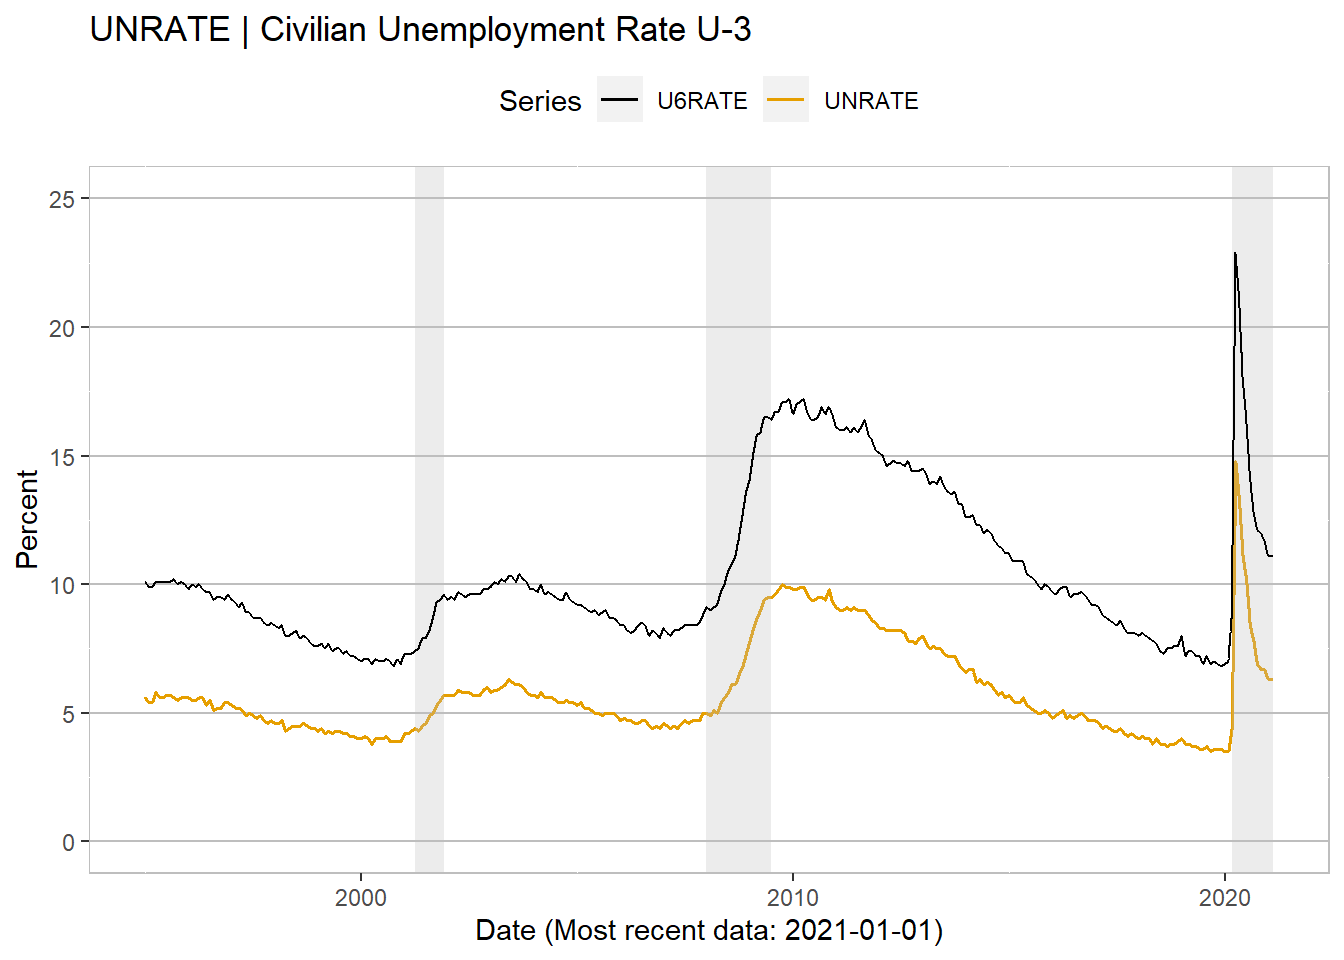 UNRATE | Civilian Unemployment Rate U-3
Series U6RATE UNRATE
25
20
15
10
5
0
Percent
2000 2010 2020
Date (Most recent data: 2021-01-01)